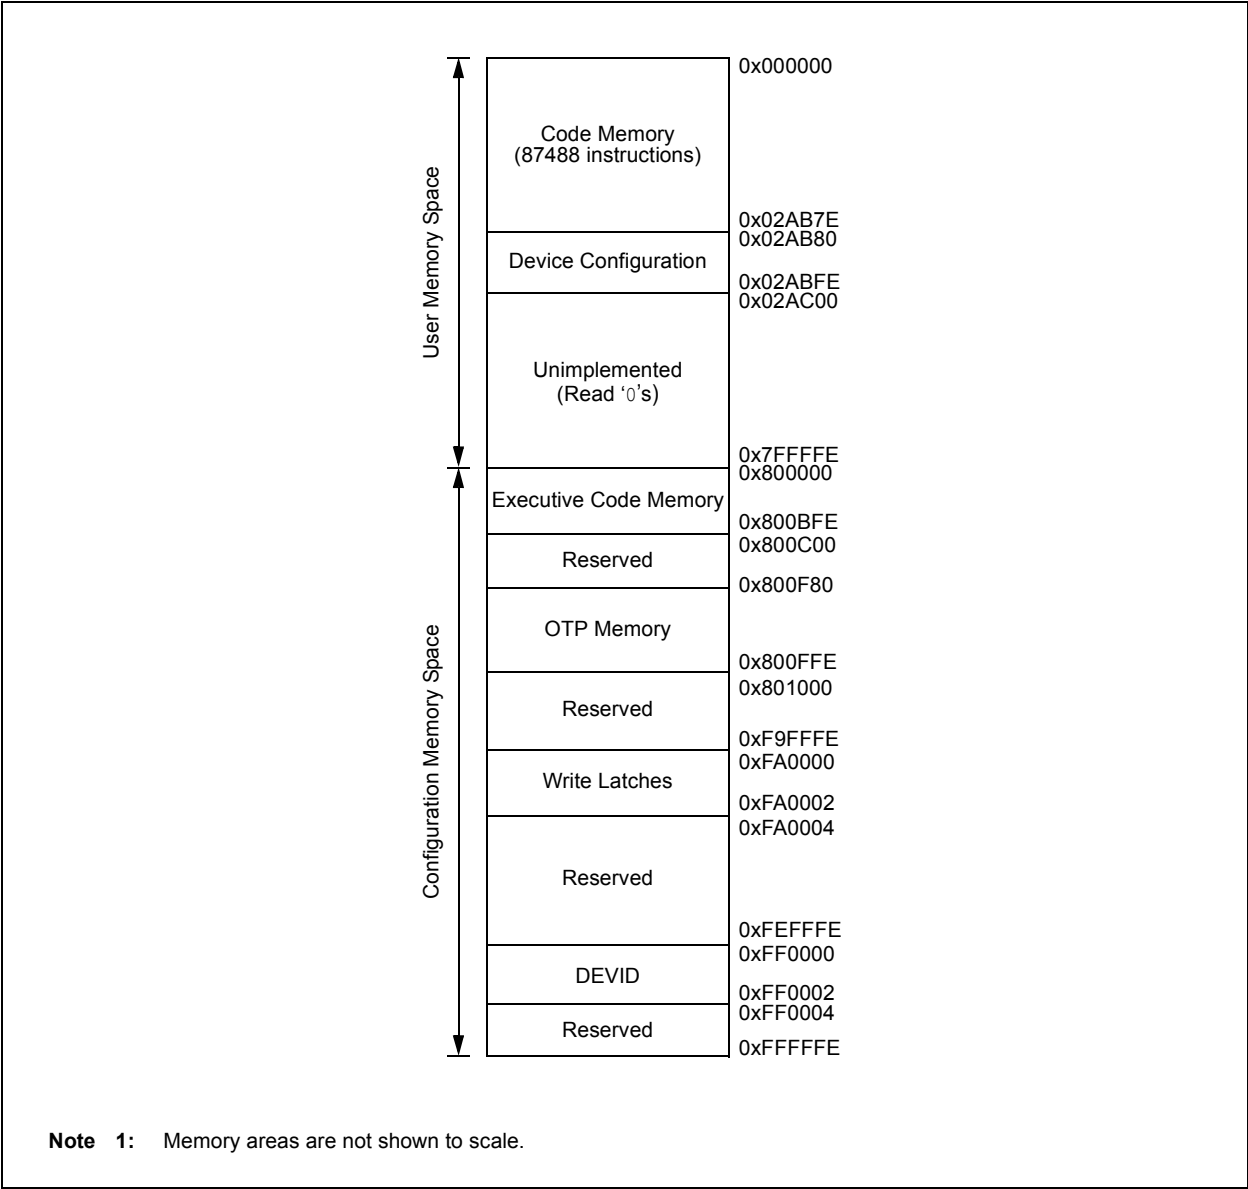 0x000000
Code Memory
(87488 instructions)
0x02AB7E
0x02AB80
Device Configuration
0x02ABFE
0x02AC00
User Memory Space
Unimplemented
(Read ‘0’s)
0x7FFFFE
0x800000
Executive Code Memory
0x800BFE
0x800C00
Reserved
0x800F80
OTP Memory
0x800FFE
0x801000
Reserved
0xF9FFFE
0xFA0000
Configuration Memory Space
Write Latches
0xFA0002
0xFA0004
Reserved
0xFEFFFE
0xFF0000
DEVID
0xFF0002
0xFF0004
Reserved
0xFFFFFE
Note 1: Memory areas are not shown to scale.